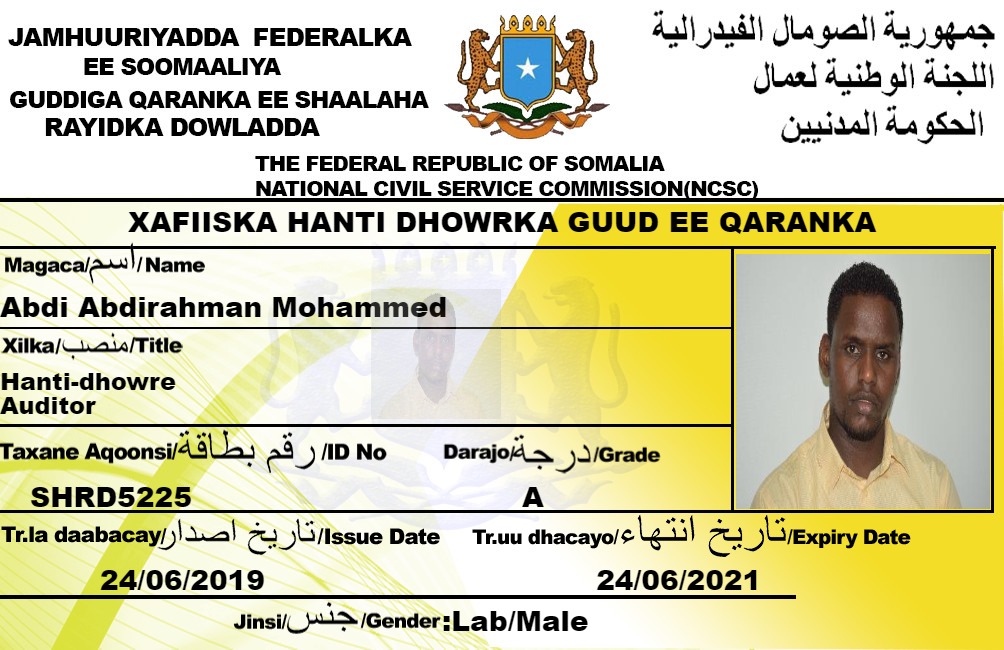 JAMHUURIYADDA FEDERALKA
EE SOOMAALIYA
GUDDIGA QARANKA EE SHAALAHA
RAYIDKA DOWLADDA
جمهورية الصومال الفيدرالية
اللجنة الوطنية لعمال
الحكومة المدنيين
THE FEDERAL REPUBLIC OF SOMALIA
NATIONAL CIVIL SERVICE COMMISSION(NCSC)
XAFIISKA HANTI DHOWRKA GUUD EE QARANKA
Magaca/اسم/Name
Abdi Abdirahman Mohammed
Xilka/منصب/Title
Hanti-dhowre
Auditor
Taxane Aqoonsi/رقم بطاقة/ID No
Darajo/درجة/Grade
SHRD5225
A
Tr.la daabacay/تاريخ اصدار/Issue Date
Tr.uu dhacayo/تاريخ انتهاء/Expiry Date
24/06/2019
24/06/2021
Jinsi/جنس/Gender:Lab/Male